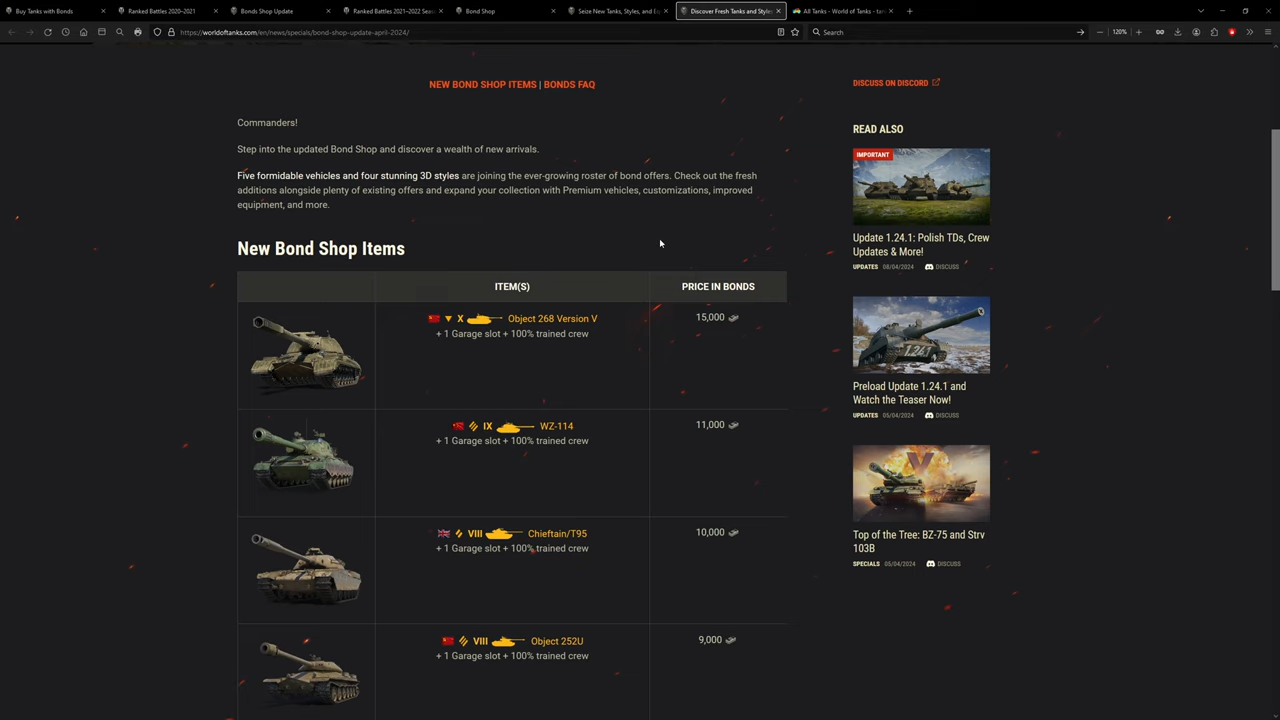 Buy Tanks with Bonds
Ranked Battles 2020–2021
Bonds Shop Update
Ranked Battles 2021–2022 Seas
Bond Shop
Seize New Tanks, Styles, and Eq
Discover Fresh Tanks and Styles
All Tanks - World of Tanks - tan
https://worldoftanks.com/en/news/specials/bond-shop-update-april-2024/
120%
Search
NEW BOND SHOP ITEMS | BONDS FAQ
Commanders!
Step into the updated Bond Shop and discover a wealth of new arrivals.
Five formidable vehicles and four stunning 3D styles are joining the ever-growing roster of bond offers. Check out the fresh
additions alongside plenty of existing offers and expand your collection with Premium vehicles, customizations, improved
equipment, and more.
New Bond Shop Items
ITEM(S)
PRICE IN BONDS
X Object 268 Version V
+ 1 Garage slot + 100% trained crew
15,000
IX WZ-114
+ 1 Garage slot + 100% trained crew
11,000
VIII Chieftain/T95
+ 1 Garage slot + 100% trained crew
10,000
VIII Object 252U
+ 1 Garage slot + 100% trained crew
9,000
DISCUSS ON DISCORD
READ ALSO
IMPORTANT
Update 1.24.1: Polish TDs, Crew
Updates & More!
UPDATES 08/04/2024 DISCUSS
1.24.1
Preload Update 1.24.1 and
Watch the Teaser Now!
UPDATES 05/04/2024 DISCUSS
Top of the Tree: BZ-75 and Strv
103B
SPECIALS 05/04/2024 DISCUSS